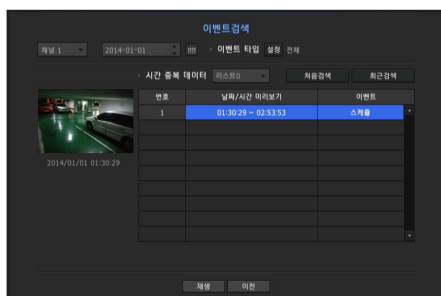 이벤트검색
채널 1 2014-01-01 · 이벤트 타입 설정 전체
· 시간 중복 데이터 리스트0 처음검색 최근검색
번호 날짜/시간 미리보기 이벤트
1 01:30:29 ~ 02:53:53 스케줄
2014/01/01 01:30:29
재생 이전